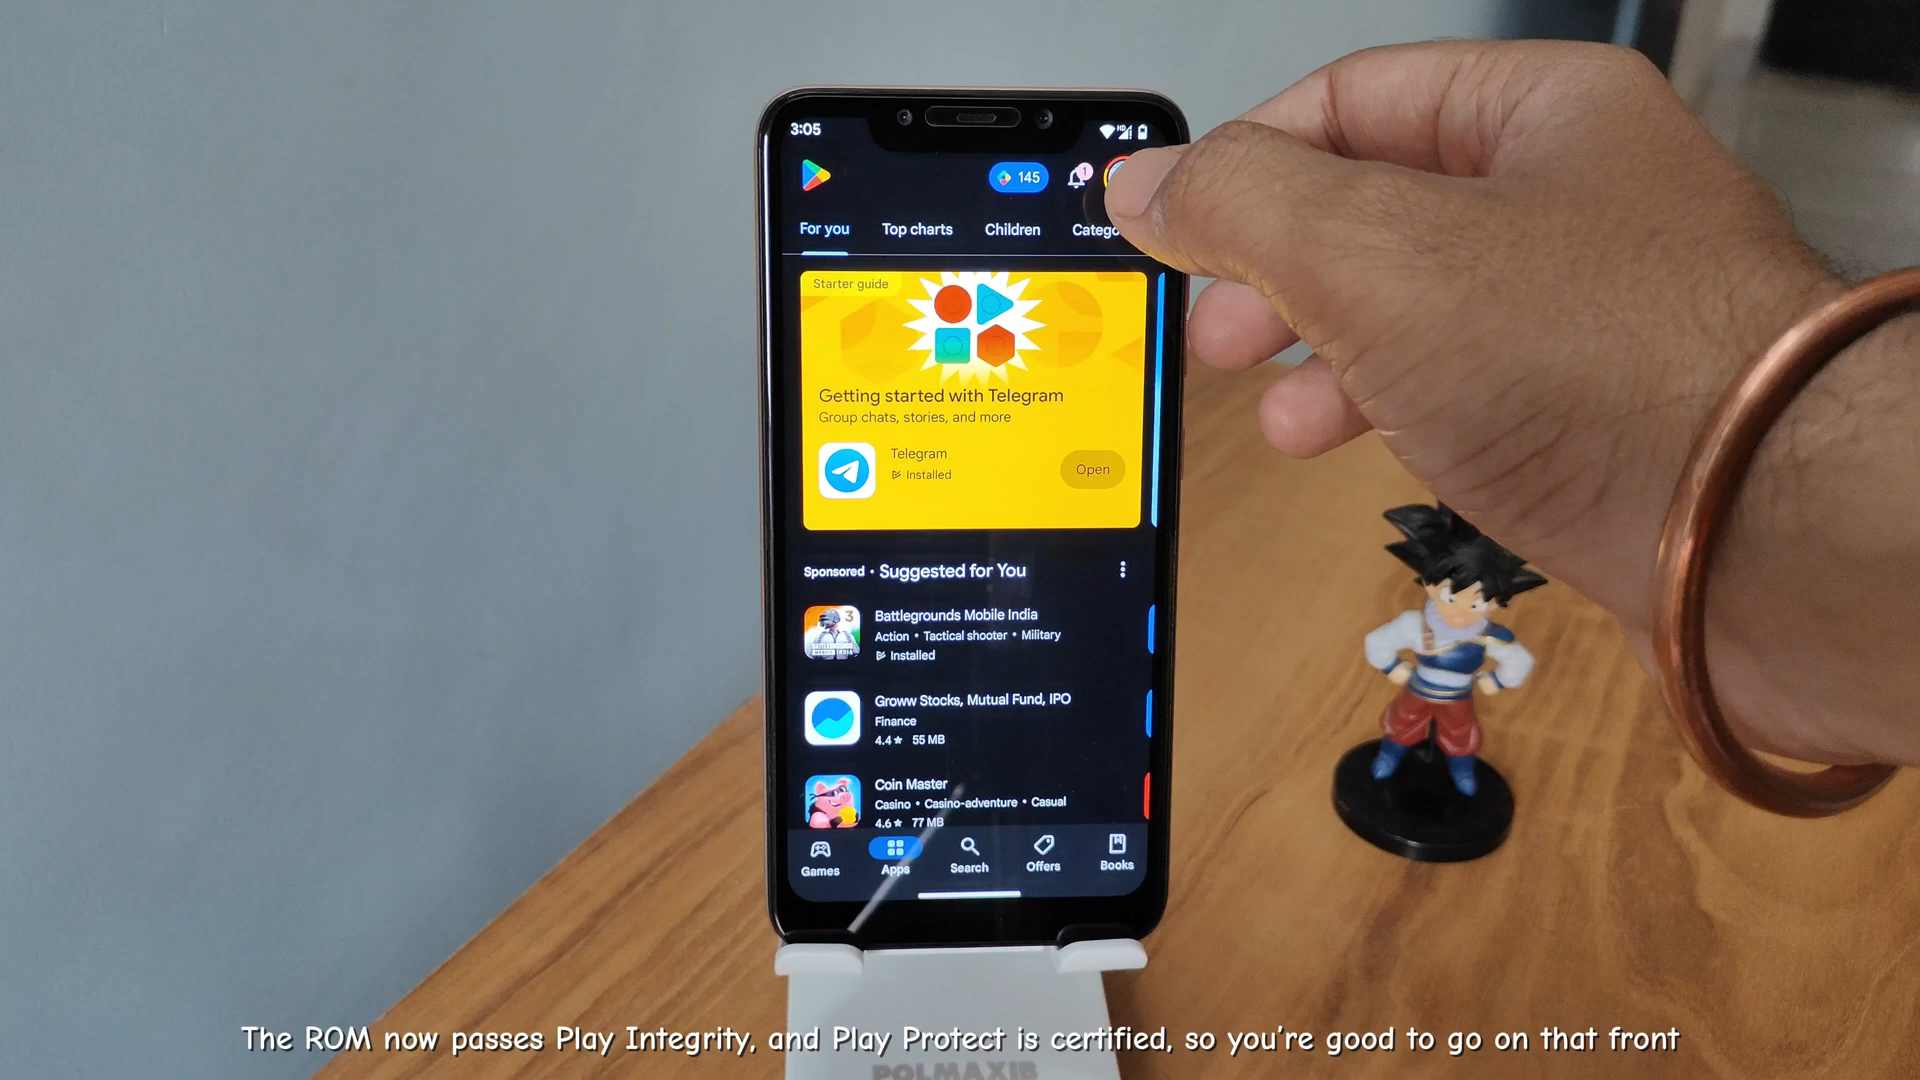 3:05
HD
145
1
For you Top charts Children Catego
Starter guide
Getting started with Telegram
Group chats, stories, and more
Telegram
Installed
Open
Sponsored • Suggested for You
Battlegrounds Mobile India
Action • Tactical shooter • Military
Installed
Groww Stocks, Mutual Fund, IPO
Finance
4.4★ 55 MB
Coin Master
Casino • Casino-adventure • Casual
4.6★ 77 MB
Games Apps Search Offers Books
The ROM now passes Play Integrity, and Play Protect is certified, so you're good to go on that front